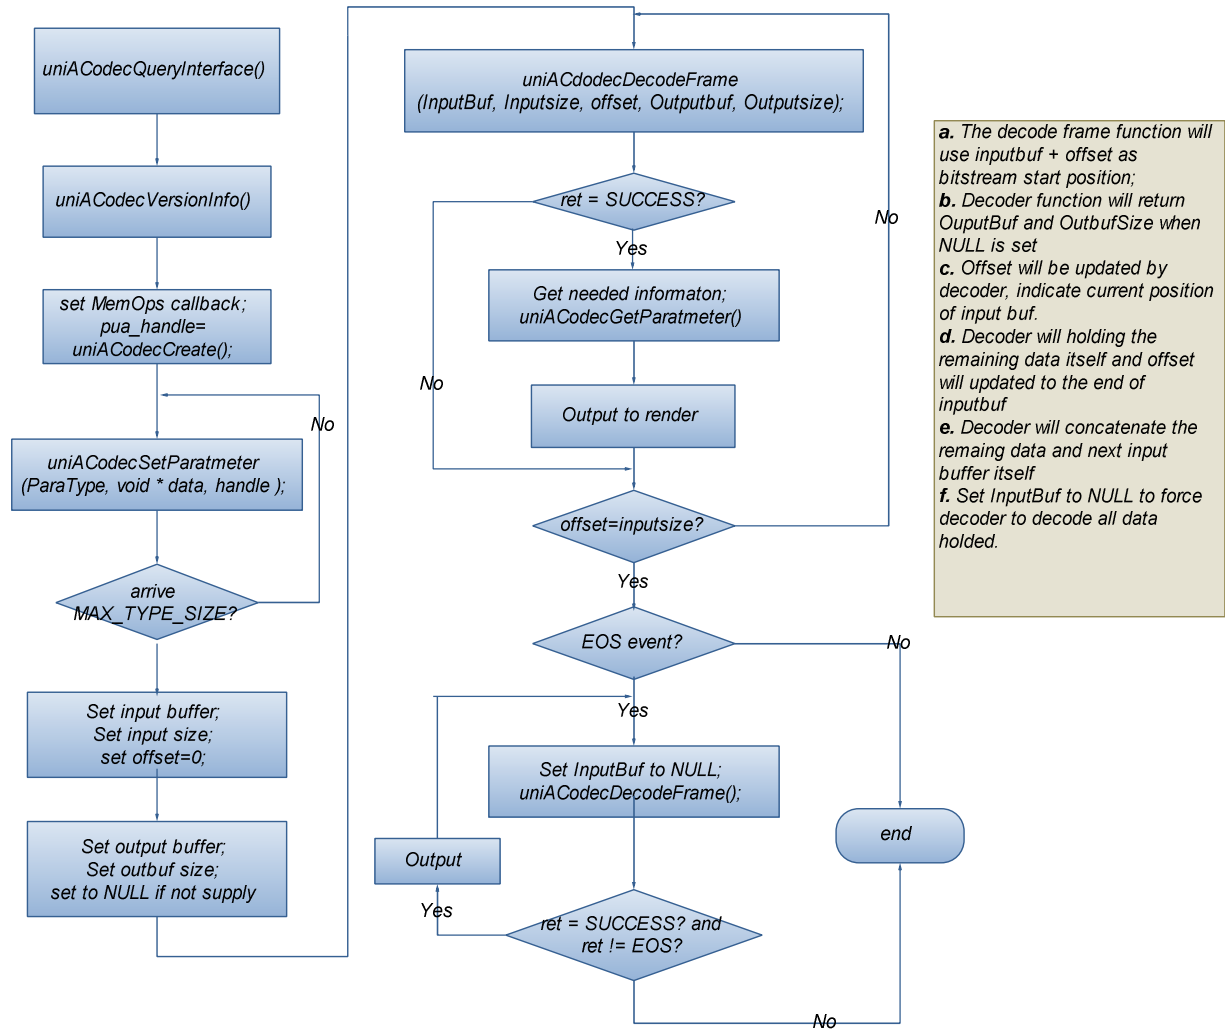 uniACodecQueryInterface()
uniACodecVersionInfo()
set MemOps callback;
pua_handle=
uniACodecCreate();
No
uniACodecSetParatmeter
(ParaType, void * data, handle );
arrive
MAX_TYPE_SIZE?
Set input buffer;
Set input size;
set offset=0;
Set output buffer;
Set outbuf size;
set to NULL if not supply
uniACdodecDecodeFrame
(InputBuf, Inputsize, offset, Outputbuf, Outputsize);
ret = SUCCESS?
No
Yes
Get needed informaton;
uniACodecGetParatmeter()
No
Output to render
offset=inputsize?
Yes
EOS event?
No
Yes
Set InputBuf to NULL;
uniACodecDecodeFrame();
Output
end
Yes
ret = SUCCESS? and
ret != EOS?
No
a. The decode frame function will
use inputbuf + offset as
bitstream start position;
b. Decoder function will return
OuputBuf and OutbufSize when
NULL is set
c. Offset will be updated by
decoder, indicate current position
of input buf.
d. Decoder will holding the
remaining data itself and offset
will updated to the end of
inputbuf
e. Decoder will concatenate the
remaing data and next input
buffer itself
f. Set InputBuf to NULL to force
decoder to decode all data
holded.